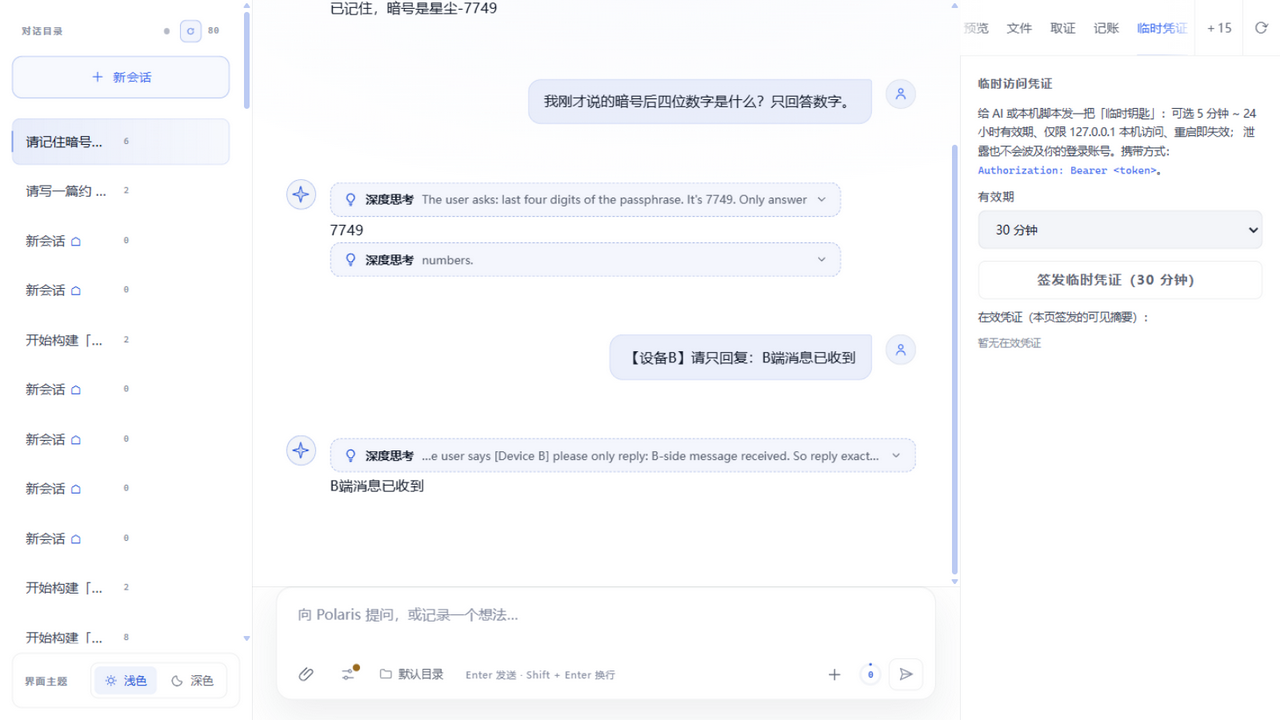 对话目录
80
新会话
请记住暗号... 6
请写一篇约 ... 2
新会话 0
新会话 0
开始构建「... 2
新会话 0
新会话 0
新会话 0
新会话 0
开始构建「... 2
开始构建「... 8
界面主题 浅色 深色
已记住，暗号是星尘-7749
我刚才说的暗号后四位数字是什么？只回答数字。
深度思考 The user asks: last four digits of the passphrase. It's 7749. Only answer
7749
深度思考 numbers.
【设备B】请只回复：B端消息已收到
深度思考 ...e user says [Device B] please only reply: B-side message received. So reply exact...
B端消息已收到
向 Polaris 提问，或记录一个想法...
默认目录 Enter 发送 · Shift + Enter 换行
0
预览 文件 取证 记账 临时凭证 +15
临时访问凭证
给 AI 或本机脚本发一把「临时钥匙」：可选 5 分钟 ~ 24
小时有效期、仅限 127.0.0.1 本机访问、重启即失效； 泄
露也不会波及你的登录账号。携带方式：
Authorization: Bearer <token>。
有效期
30 分钟
签发临时凭证（30 分钟）
在效凭证（本页签发的可见摘要）：
暂无在效凭证